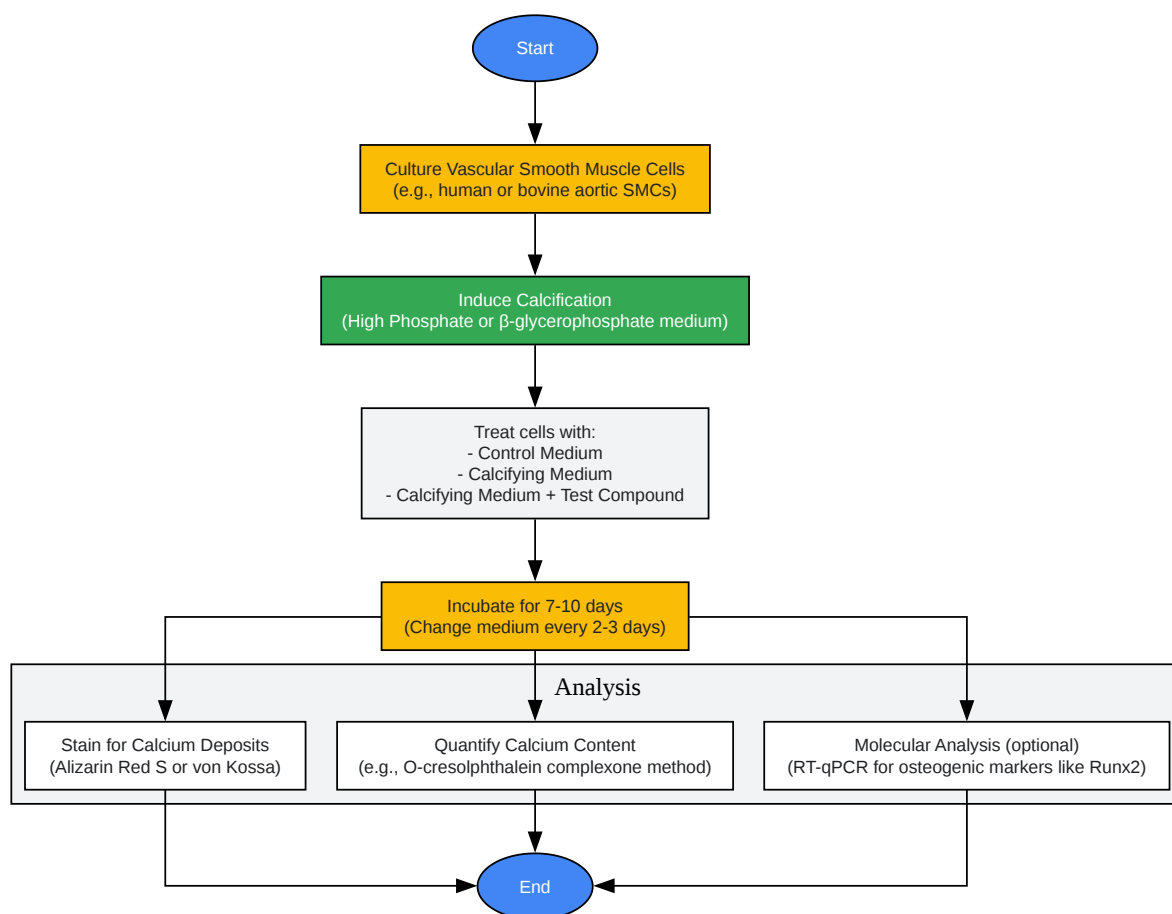 Start
Culture Vascular Smooth Muscle Cells
(e.g., human or bovine aortic SMCs)
Induce Calcification
(High Phosphate or β-glycerophosphate medium)
Treat cells with:
- Control Medium
- Calcifying Medium
- Calcifying Medium + Test Compound
Incubate for 7-10 days
(Change medium every 2-3 days)
Analysis
Stain for Calcium Deposits
(Alizarin Red S or von Kossa)
Quantify Calcium Content
(e.g., O-cresolphthalein complexone method)
Molecular Analysis (optional)
(RT-qPCR for osteogenic markers like Runx2)
End